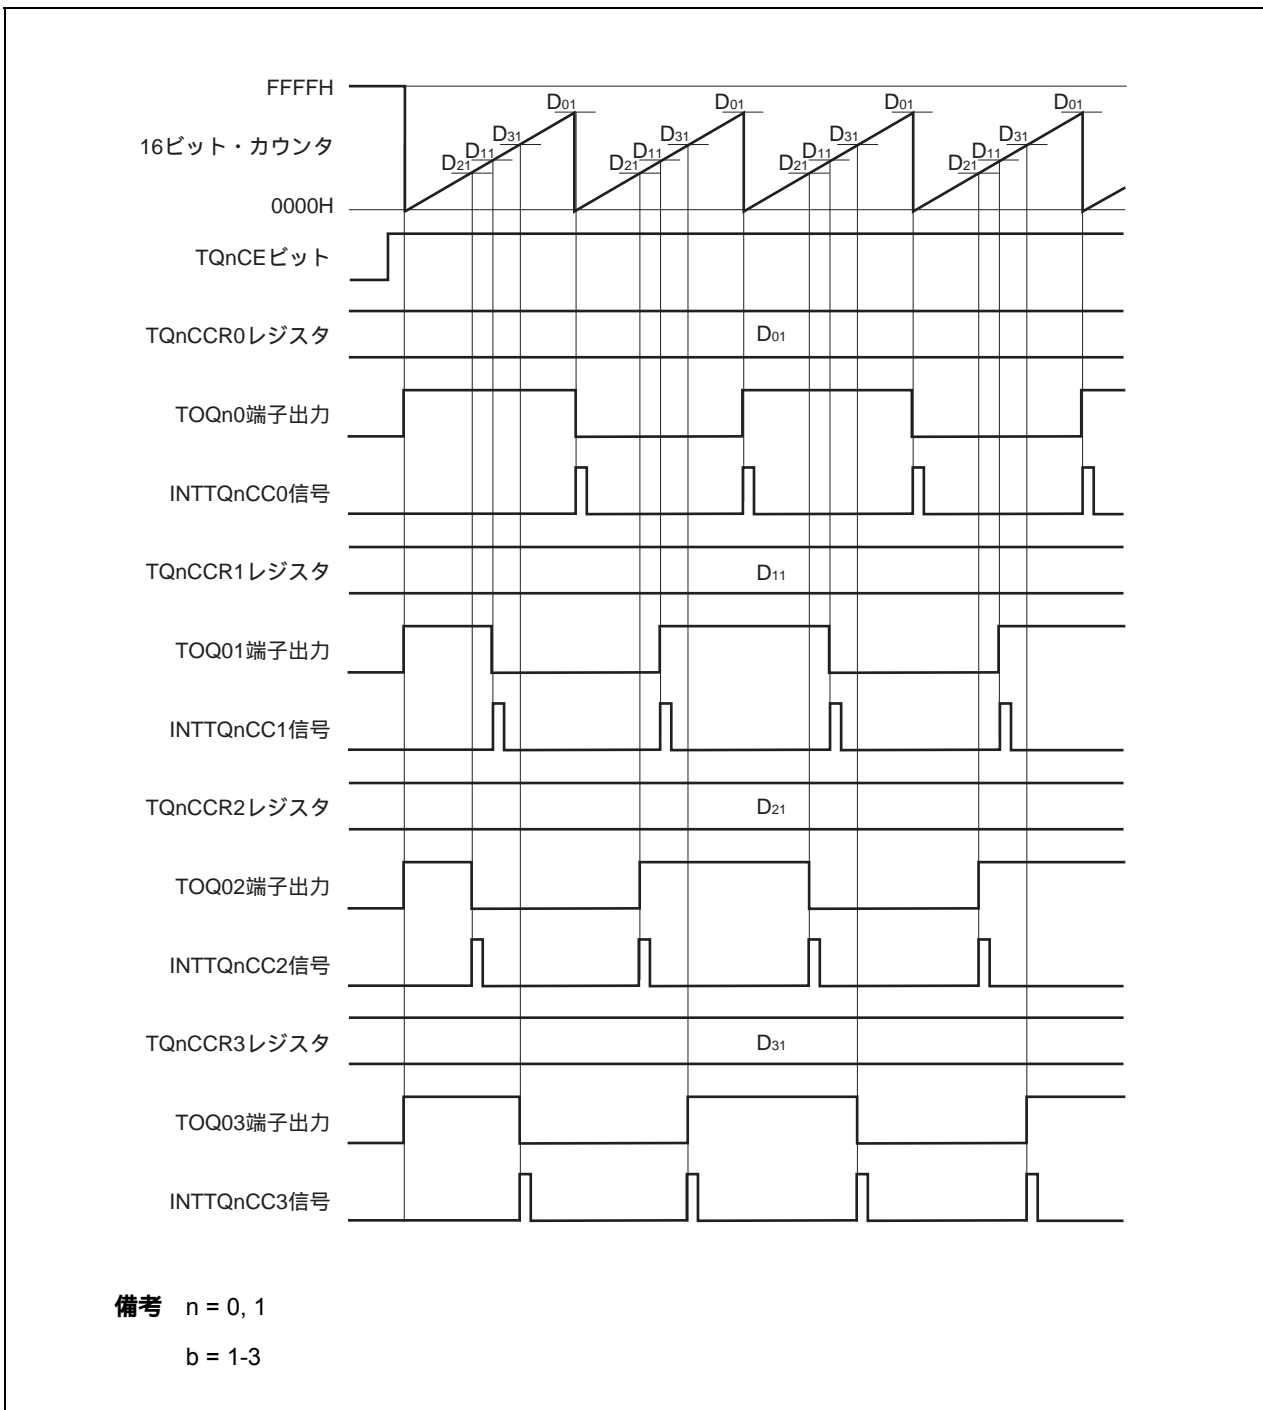 FFFFH
D01 D01 D01 D01
16ビット・カウンタ
D31 D31 D31 D31
D11 D11 D11 D11
D21 D21 D21 D21
0000H
TQnCEビット
TQnCCR0レジスタ
D01
TOQn0端子出力
INTTQnCC0信号
TQnCCR1レジスタ
D11
TOQ01端子出力
INTTQnCC1信号
TQnCCR2レジスタ
D21
TOQ02端子出力
INTTQnCC2信号
TQnCCR3レジスタ
D31
TOQ03端子出力
INTTQnCC3信号
備考 n = 0, 1
b = 1-3